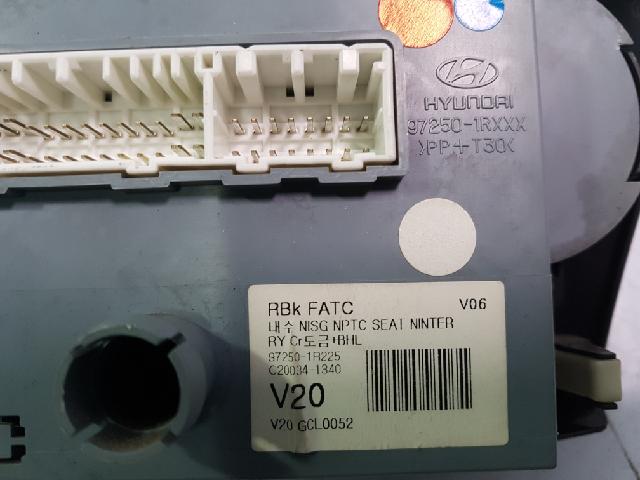 HYUNDAI
97250-1RXXX
>PP+T30<
RBk FATC V06
내수 NISG NPTC SEAT NINTER
RY Cr도금+BHL
97250-1R225
C20034-1340
V20
V20 GCL0052